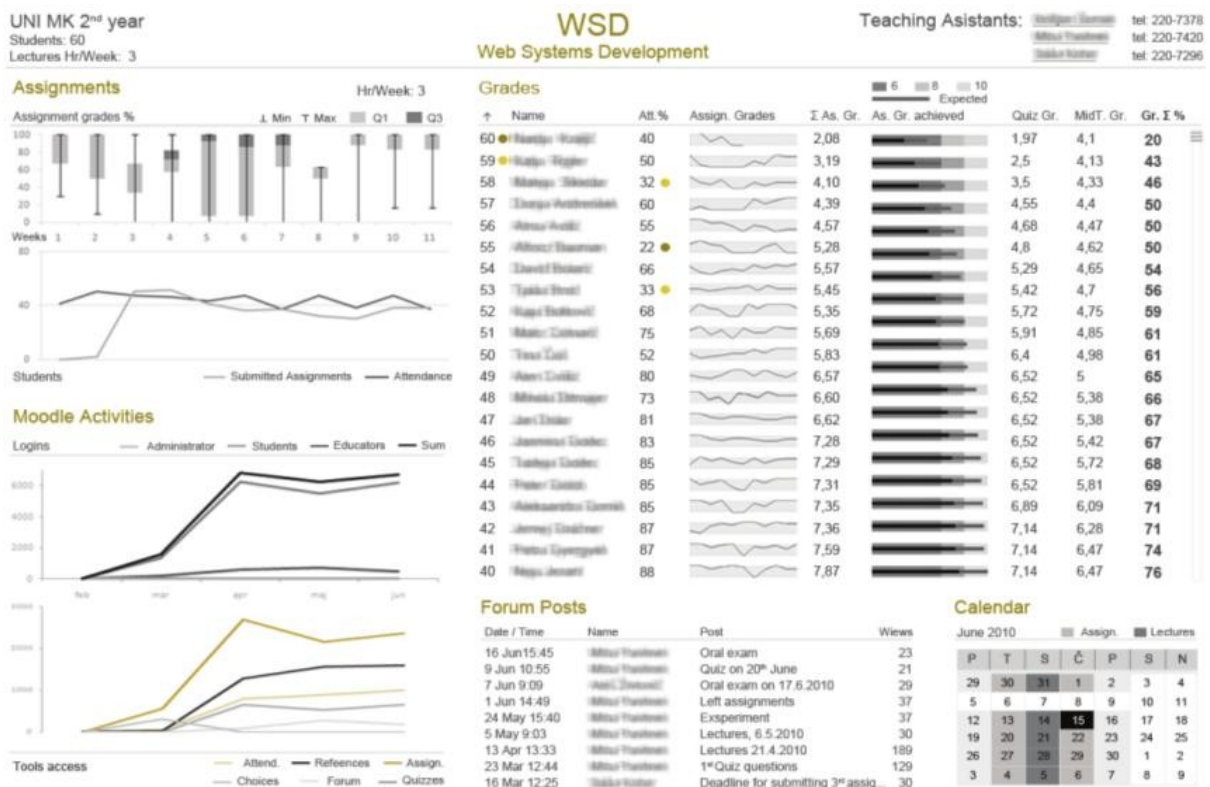 UNI MK 2nd year
Students: 60
Lectures Hr/Week: 3
WSD
Web Systems Development
Teaching Asistants:
tel: 220-7378
tel: 220-7420
tel: 220-7296
Assignments
Hr/Week: 3
Assignment grades %
Min Max Q1 Q3
100
80
60
40
20
0
Weeks 1 2 3 4 5 6 7 8 9 10 11
80
40
0
Students
Submitted Assignments Attendance
Moodle Activities
Logins
Administrator Students Educators Sum
6000
4000
2000
0
feb mar apr maj jun
0
Tools access
Attend. Refeences Assign.
Choices Forum Quizzes
Grades
6 8 10
Expected
Name Att.% Assign. Grades Σ As. Gr. As. Gr. achieved Quiz Gr. MidT. Gr. Gr. Σ %
60 40 2,08 1,97 4,1 20
59 50 3,19 2,5 4,13 43
58 32 4,10 3,5 4,33 46
57 60 4,39 4,55 4,4 50
56 55 4,57 4,68 4,47 50
55 22 5,28 4,8 4,62 50
54 66 5,57 5,29 4,65 54
53 33 5,45 5,42 4,7 56
52 68 5,35 5,72 4,75 59
51 75 5,69 5,91 4,85 61
50 52 5,83 6,4 4,98 61
49 80 6,57 6,52 5 65
48 73 6,60 6,52 5,38 66
47 81 6,62 6,52 5,38 67
46 83 7,28 6,52 5,42 67
45 85 7,29 6,52 5,72 68
44 85 7,31 6,52 5,81 69
43 85 7,35 6,89 6,09 71
42 87 7,36 7,14 6,28 71
41 87 7,59 7,14 6,47 74
40 88 7,87 7,14 6,47 76
Forum Posts
Date / Time Name Post Wiews
16 Jun15.45 Oral exam 23
9 Jun 10:55 Quiz on 20th June 21
7 Jun 9:09 Oral exam on 17.6.2010 29
1 Jun 14:49 Left assignments 37
24 May 15:40 Exsperiment 37
5 May 9:03 Lectures, 6.5.2010 30
13 Apr 13:33 Lectures 21.4.2010 189
23 Mar 12:44 1st Quiz questions 129
16 Mar 12:25 Deadline for submitting 3rd assig... 30
Calendar
June 2010 Assign. Lectures
P T S Č P S N
29 30 31 1 2 3 4
5 6 7 8 9 10 11
12 13 14 15 16 17 18
19 20 21 22 23 24 25
26 27 28 29 30 1 2
3 4 5 6 7 8 9